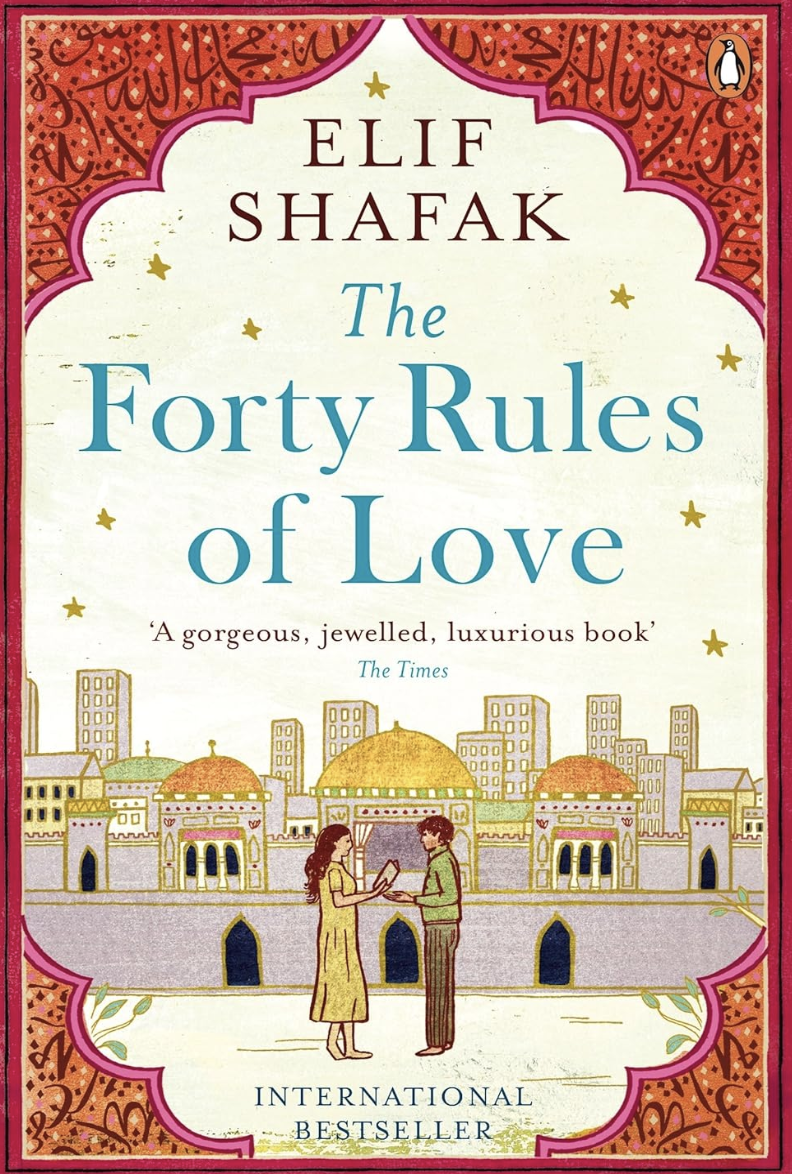 ELIF
SHAFAK
The
Forty Rules
of Love
‘A gorgeous, jewelled, luxurious book’
The Times
INTERNATIONAL
BESTSELLER